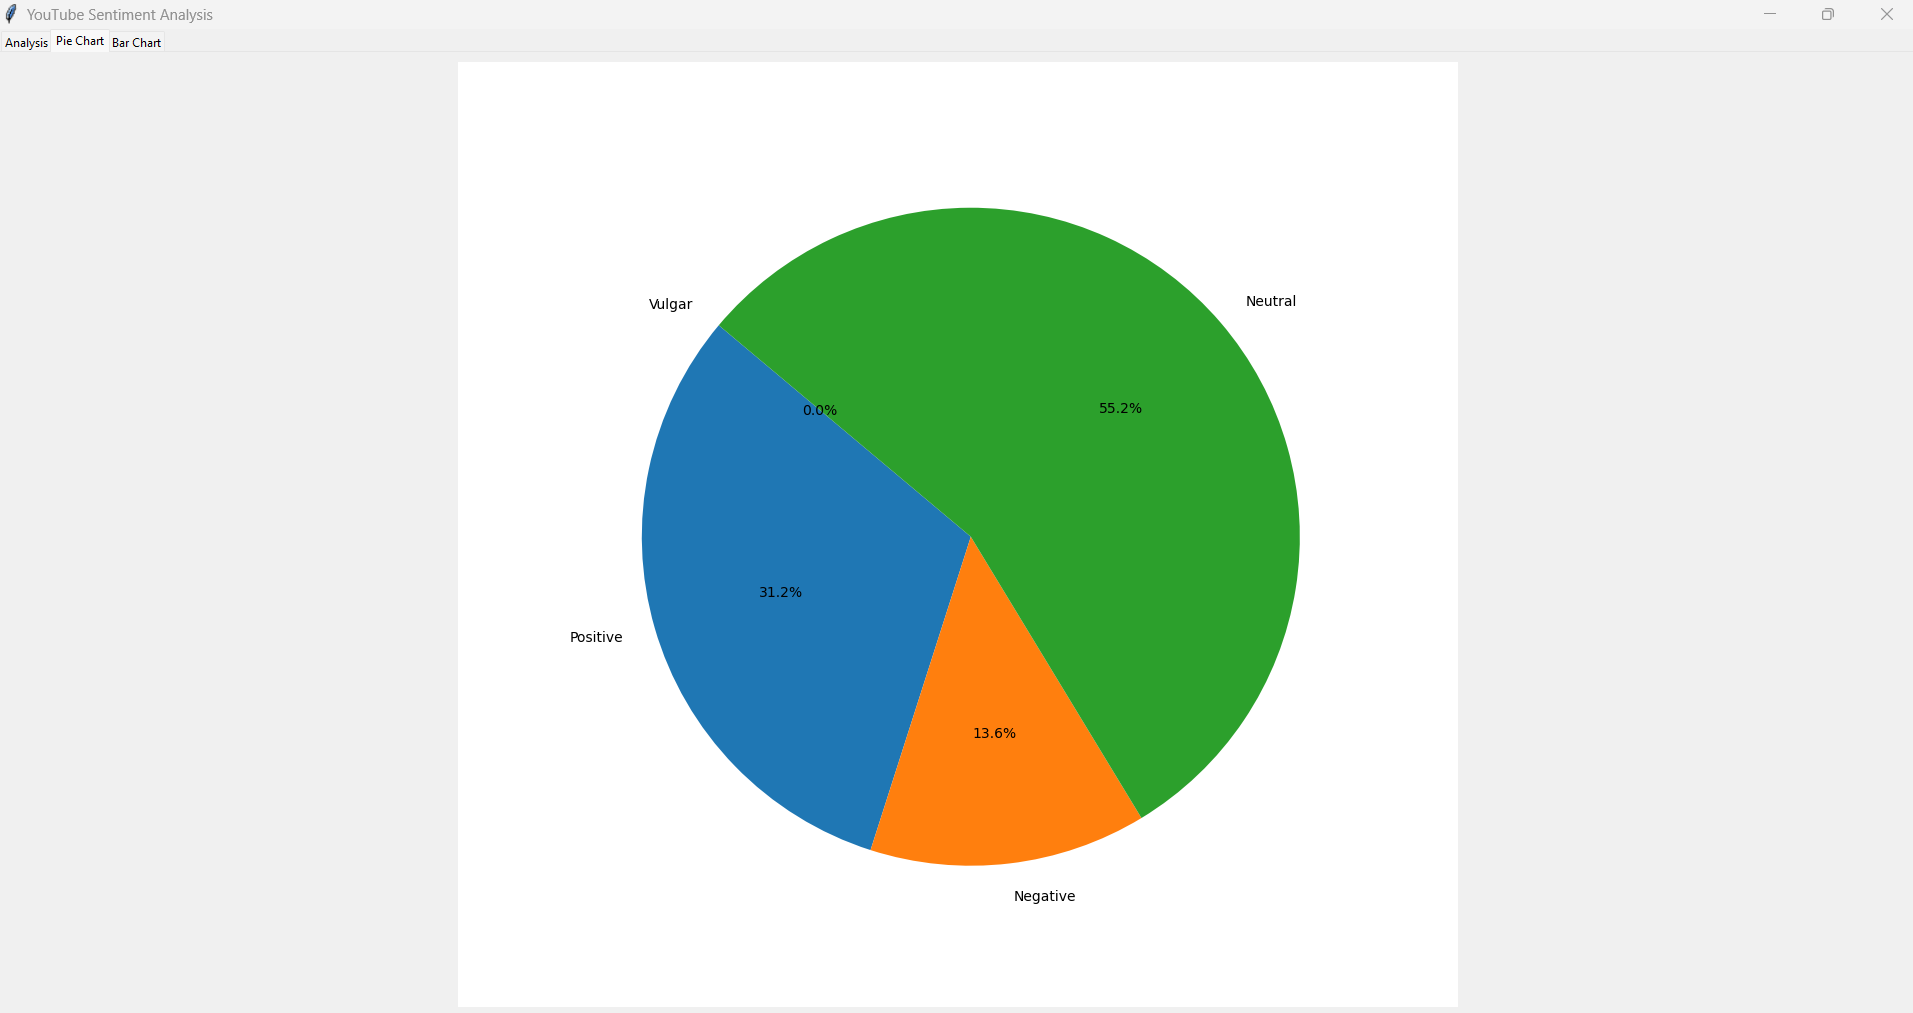 YouTube Sentiment Analysis
Analysis Pie Chart Bar Chart
Vulgar
Neutral
0.0%
55.2%
31.2%
Positive
13.6%
Negative